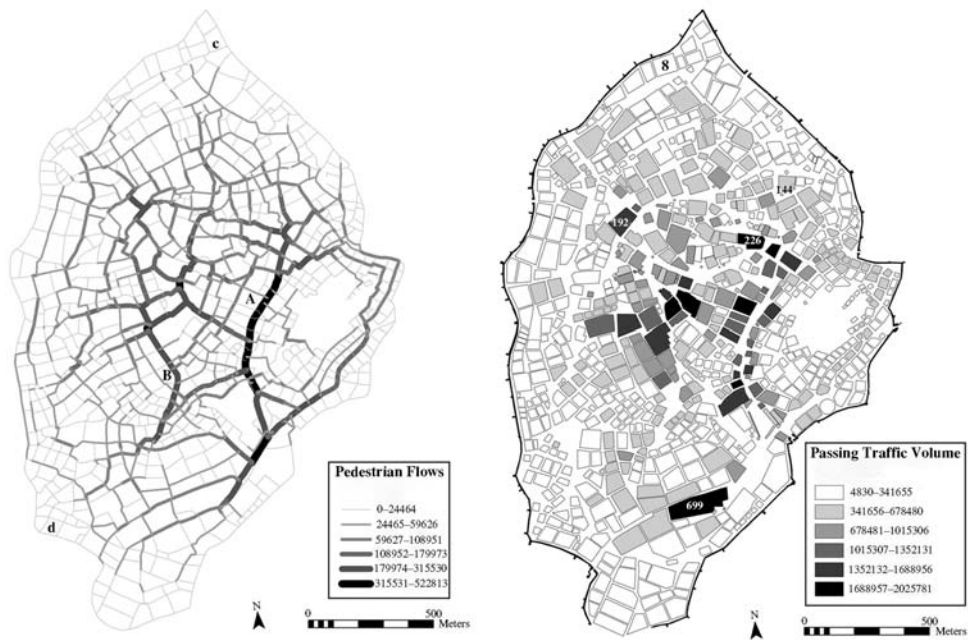 c
A
B
d
Pedestrian Flows
0–24464
24465–59626
59627–108951
108952–179973
179974–315530
315531–522813
N
0 500
Meters
8
144
192
226
699
Passing Traffic Volume
4830–341655
341656–678480
678481–1015306
1015307–1352131
1352132–1688956
1688957–2025781
N
0 500
Meters